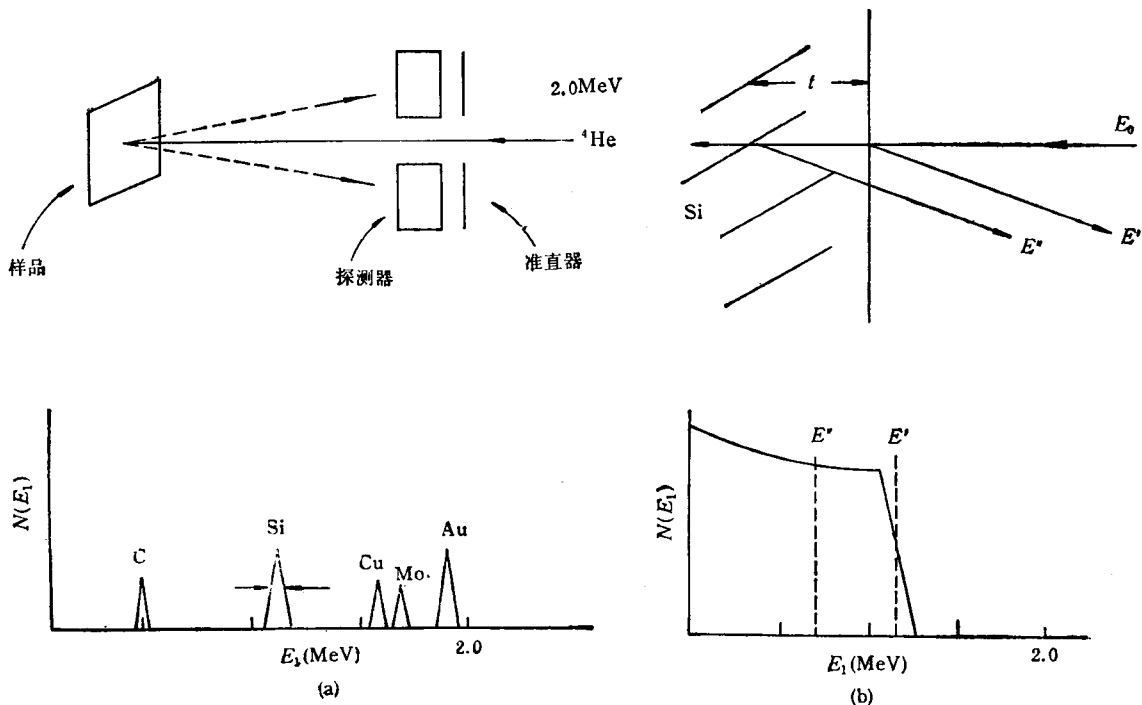 2.0MeV
⁴He
样品
探测器
准直器
t
E₀
Si
E″
E′
N(E₁)
C
Si
Cu
Mo
Au
2.0
E₁(MeV)
(a)
N(E₁)
E″
E′
2.0
E₁(MeV)
(b)